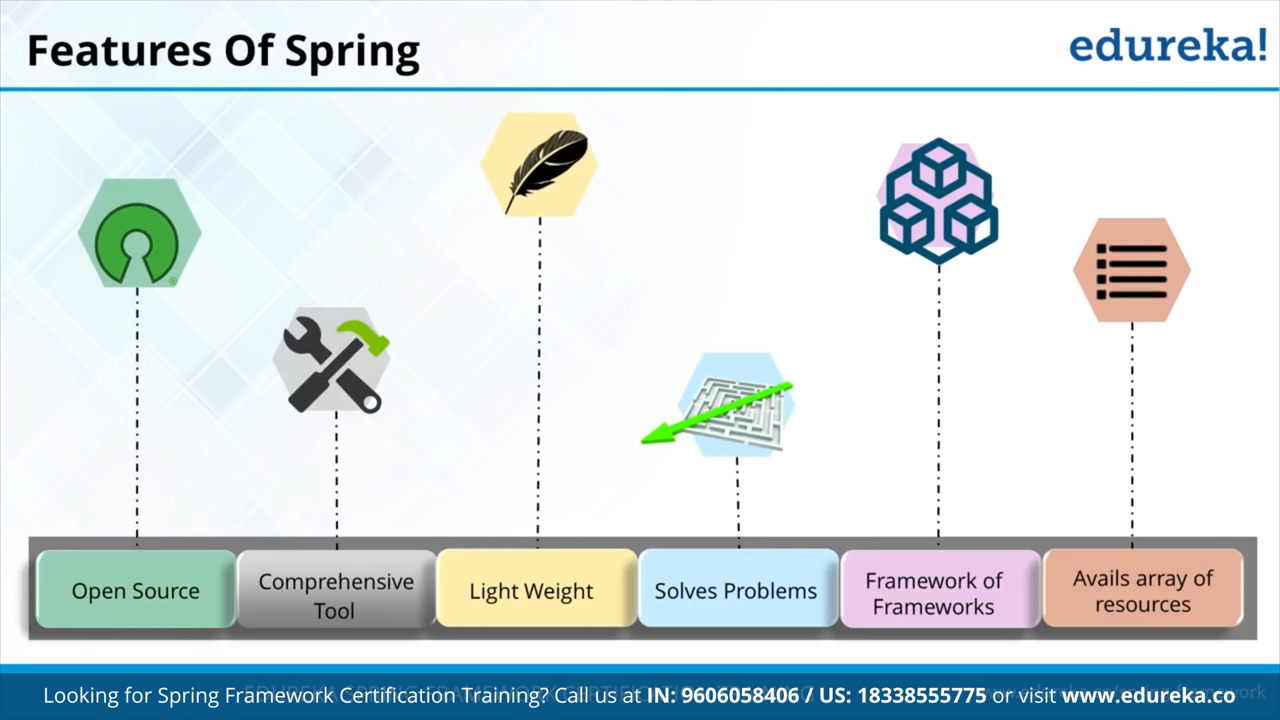 Features Of Spring
edureka!
Open Source
Comprehensive
Tool
Light Weight
Solves Problems
Framework of
Frameworks
Avails array of
resources
Looking for Spring Framework Certification Training? Call us at IN: 9606058406 / US: 18338555775 or visit www.edureka.co